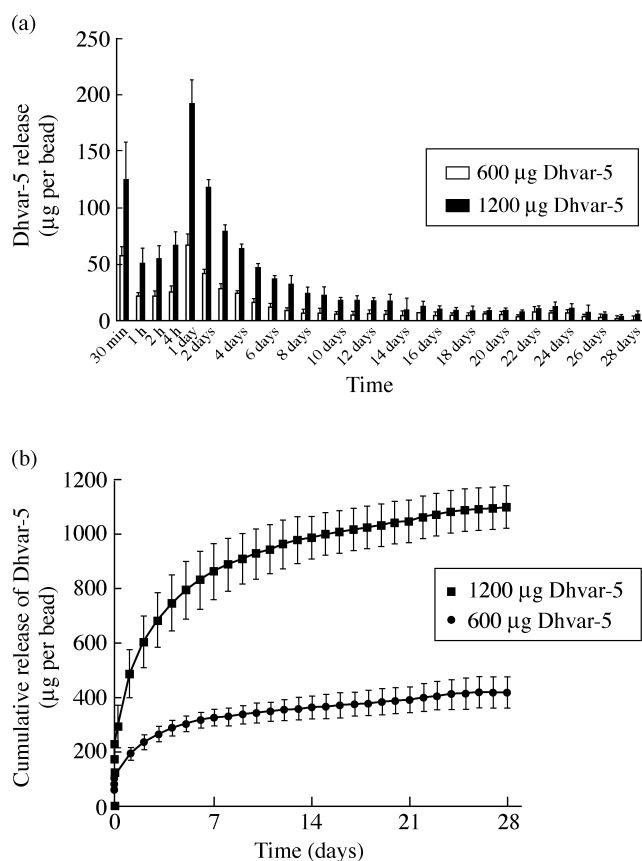 (a)
250
200
150
100
50
0
Dhvar-5 release
(µg per bead)
600 µg Dhvar-5
1200 µg Dhvar-5
30 min
1 h
2 h
4 h
1 day
2 days
4 days
6 days
8 days
10 days
12 days
14 days
16 days
18 days
20 days
22 days
24 days
26 days
28 days
Time
(b)
1200
1000
800
600
400
200
0
Cumulative release of Dhvar-5
(µg per bead)
1200 µg Dhvar-5
600 µg Dhvar-5
0
7
14
21
28
Time (days)